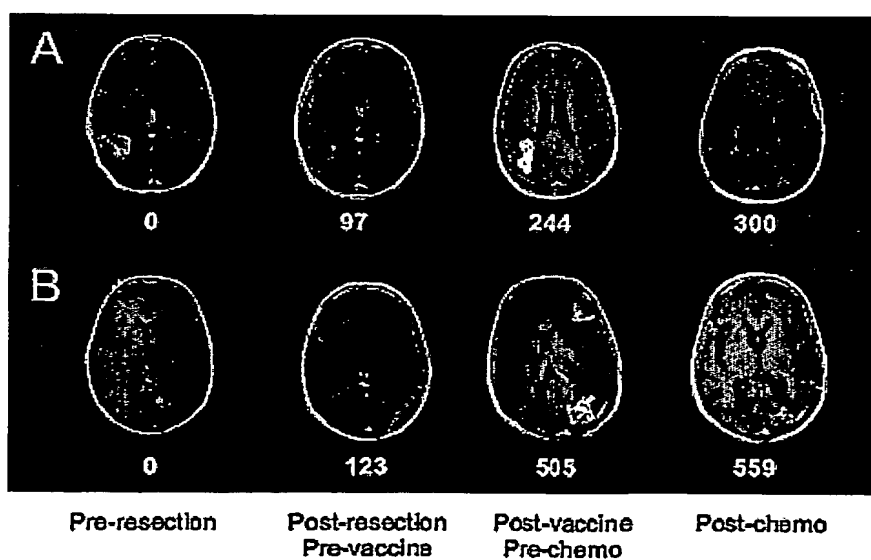 A
0 97 244 300
B
0 123 505 559
Pre-resection Post-resection Post-vaccine Post-chemo
Pre-vaccine Pre-chemo